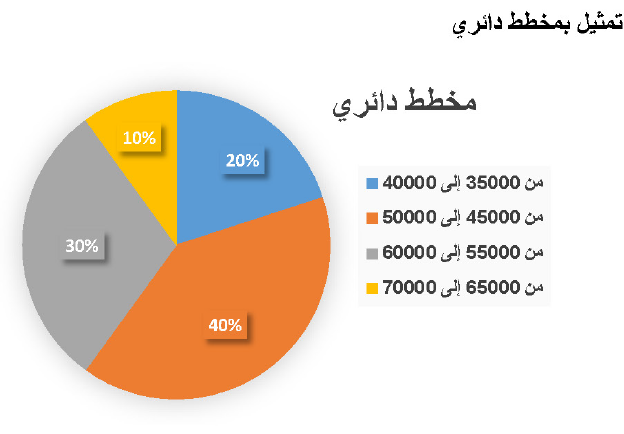 تمثيل بمخطط دائري
مخطط دائري
10%
20%
30%
40%
من 35000 إلى 40000
من 45000 إلى 50000
من 55000 إلى 60000
من 65000 إلى 70000